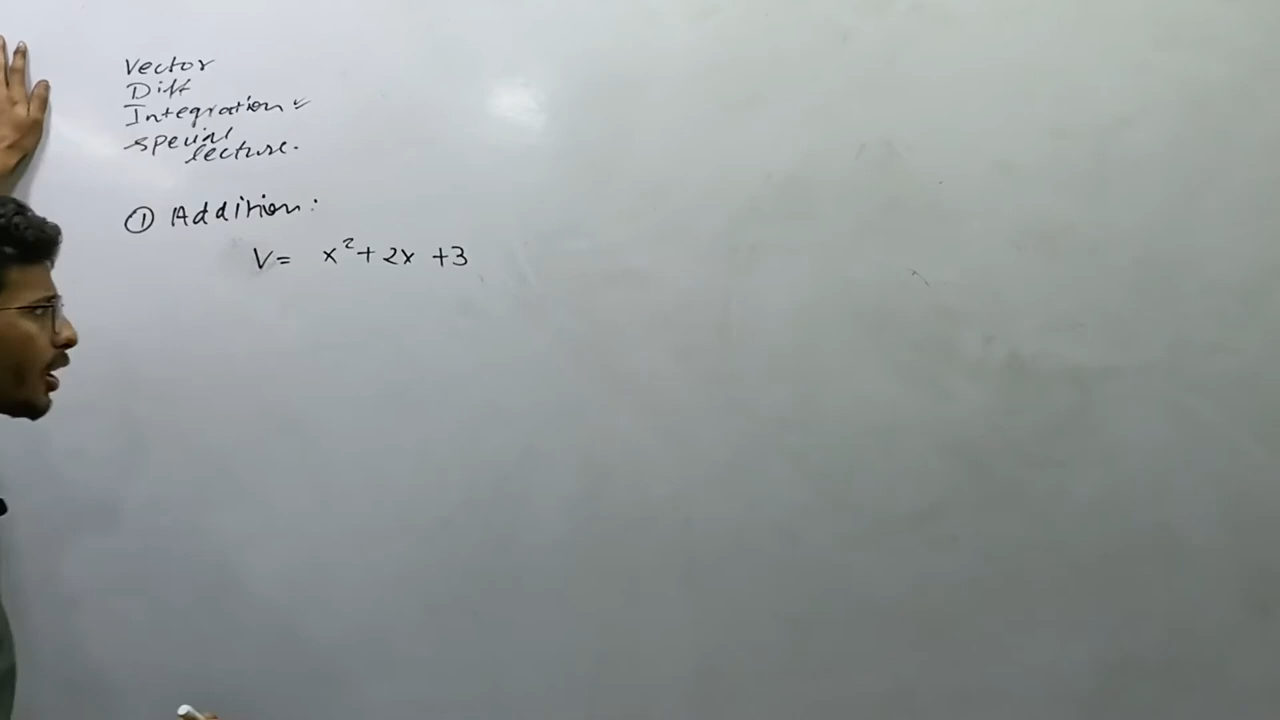 Vector
Diff
Integration ✓
special
lecture.
① Addition:
V= x²+2x +3